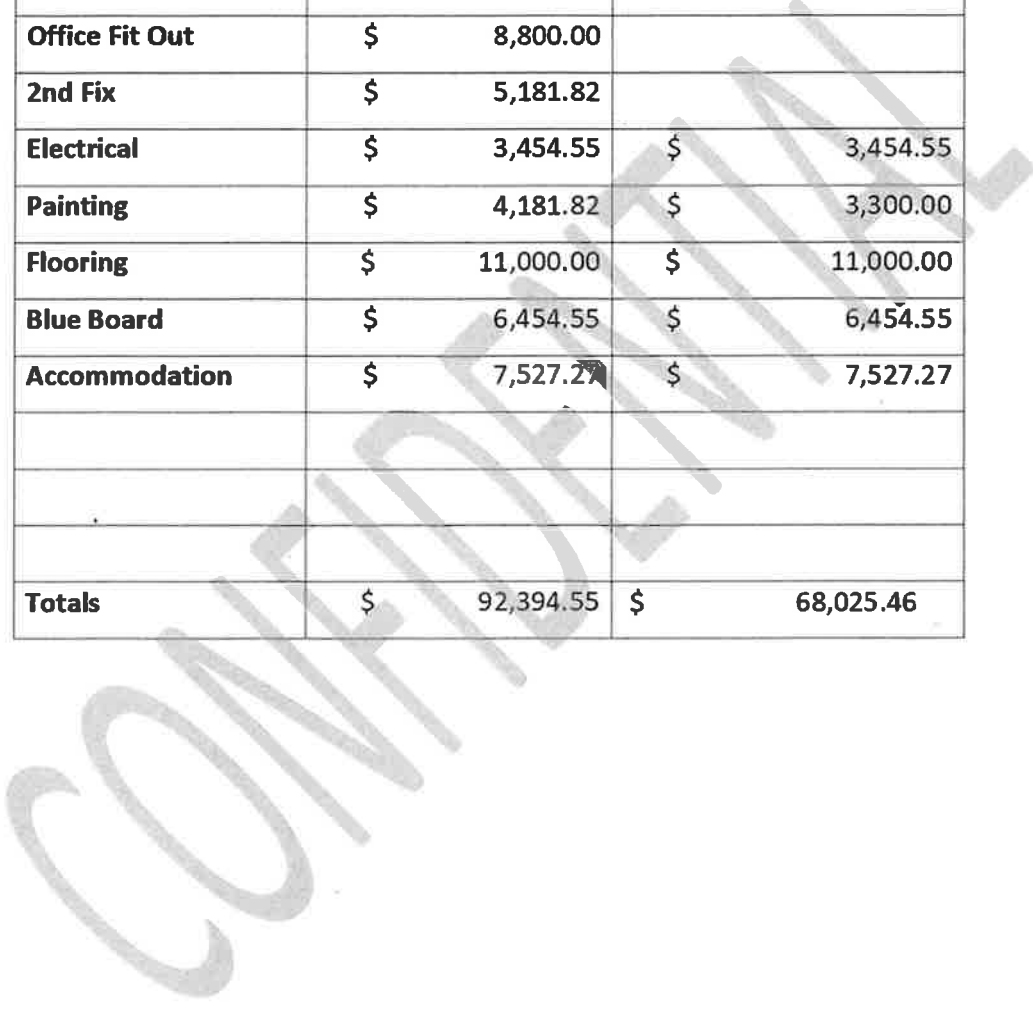 Office Fit Out $ 8,800.00
2nd Fix $ 5,181.82
Electrical $ 3,454.55 $ 3,454.55
Painting $ 4,181.82 $ 3,300.00
Flooring $ 11,000.00 $ 11,000.00
Blue Board $ 6,454.55 $ 6,454.55
Accommodation $ 7,527.27 $ 7,527.27
Totals $ 92,394.55 $ 68,025.46
CONFIDENTIAL